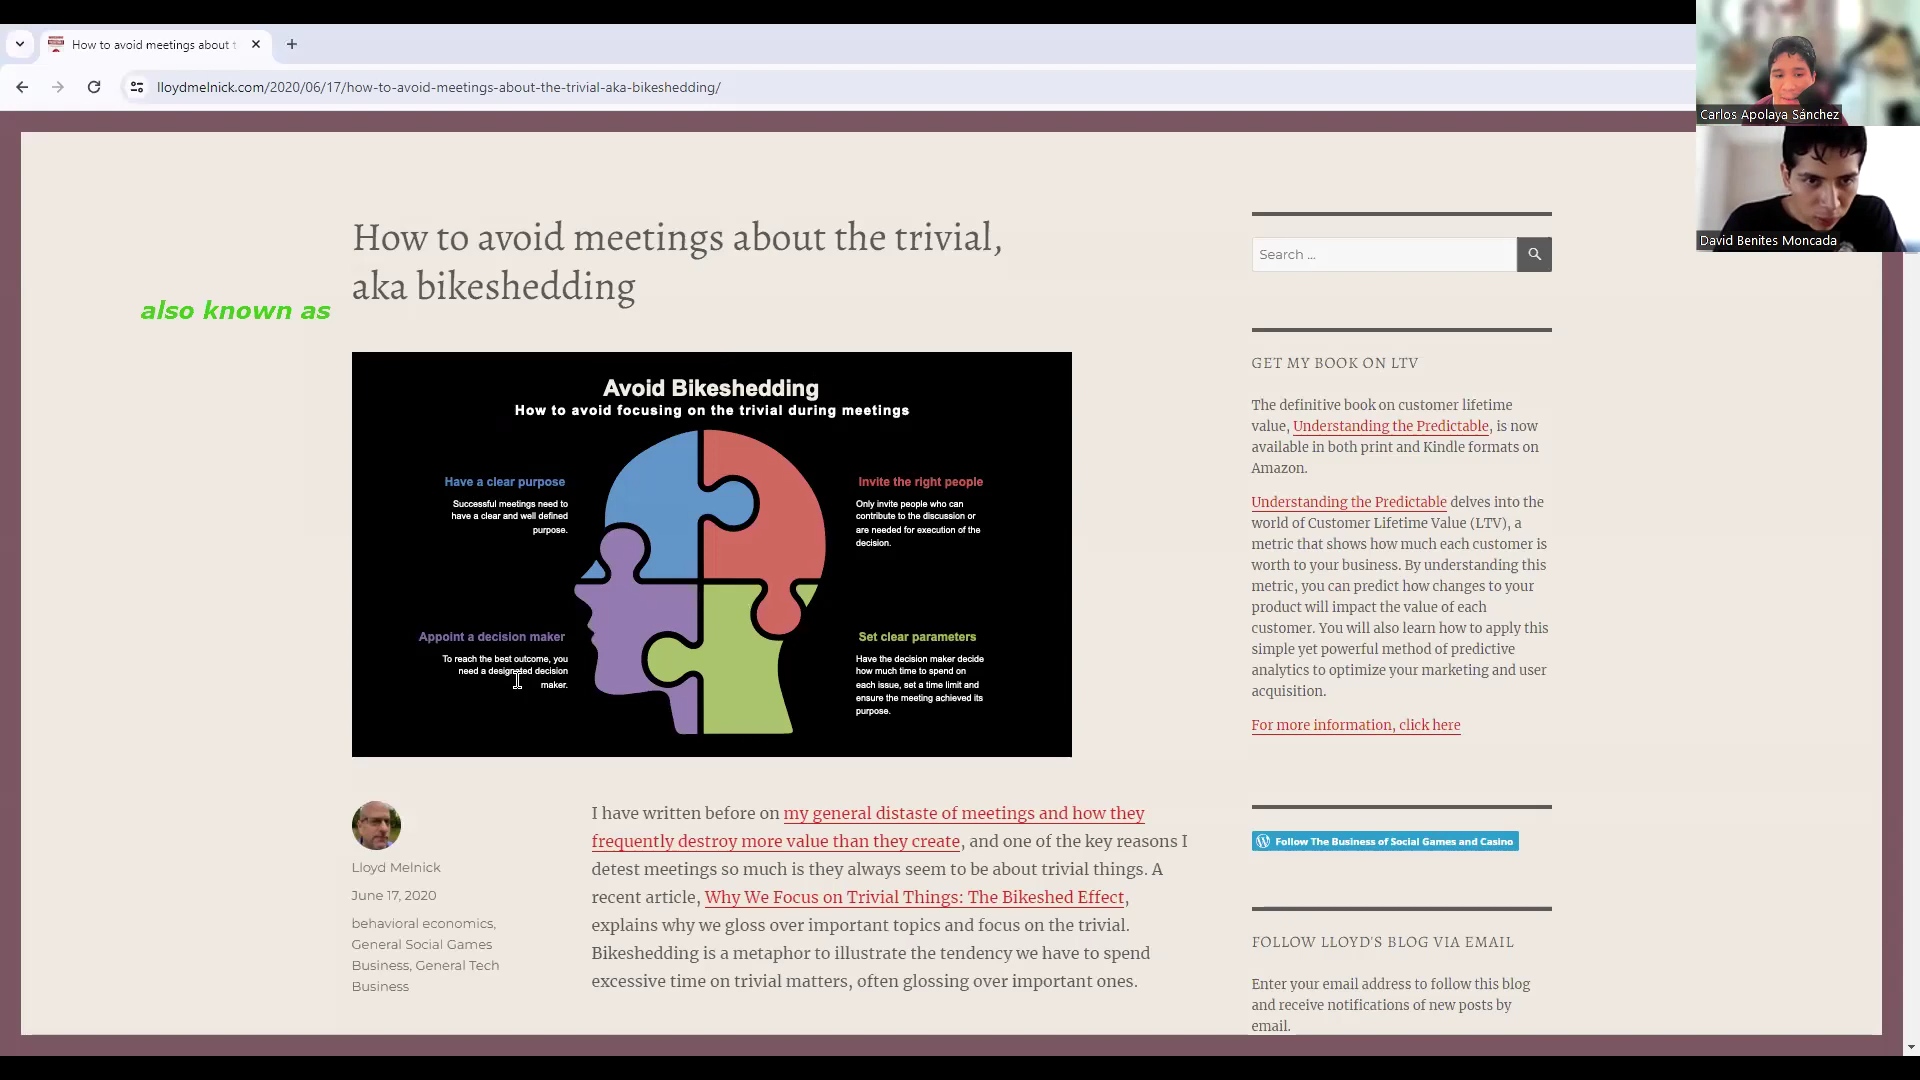 How to avoid meetings about t
lloydmelnick.com/2020/06/17/how-to-avoid-meetings-about-the-trivial-aka-bikeshedding/
Carlos Apolaya Sánchez
David Benites Moncada
How to avoid meetings about the trivial,
aka bikeshedding
also known as
Avoid Bikeshedding
How to avoid focusing on the trivial during meetings
Have a clear purpose
Successful meetings need to
have a clear and well defined
purpose.
Invite the right people
Only invite people who can
contribute to the discussion or
are needed for execution of the
decision.
Appoint a decision maker
To reach the best outcome, you
need a designated decision
maker.
Set clear parameters
Have the decision maker decide
how much time to spend on
each issue, set a time limit and
ensure the meeting achieved its
purpose.
Lloyd Melnick
June 17, 2020
behavioral economics,
General Social Games
Business, General Tech
Business
I have written before on my general distaste of meetings and how they
frequently destroy more value than they create, and one of the key reasons I
detest meetings so much is they always seem to be about trivial things. A
recent article, Why We Focus on Trivial Things: The Bikeshed Effect,
explains why we gloss over important topics and focus on the trivial.
Bikeshedding is a metaphor to illustrate the tendency we have to spend
excessive time on trivial matters, often glossing over important ones.
Search ...
GET MY BOOK ON LTV
The definitive book on customer lifetime
value, Understanding the Predictable, is now
available in both print and Kindle formats on
Amazon.
Understanding the Predictable delves into the
world of Customer Lifetime Value (LTV), a
metric that shows how much each customer is
worth to your business. By understanding this
metric, you can predict how changes to your
product will impact the value of each
customer. You will also learn how to apply this
simple yet powerful method of predictive
analytics to optimize your marketing and user
acquisition.
For more information, click here
Follow The Business of Social Games and Casino
FOLLOW LLOYD'S BLOG VIA EMAIL
Enter your email address to follow this blog
and receive notifications of new posts by
email.